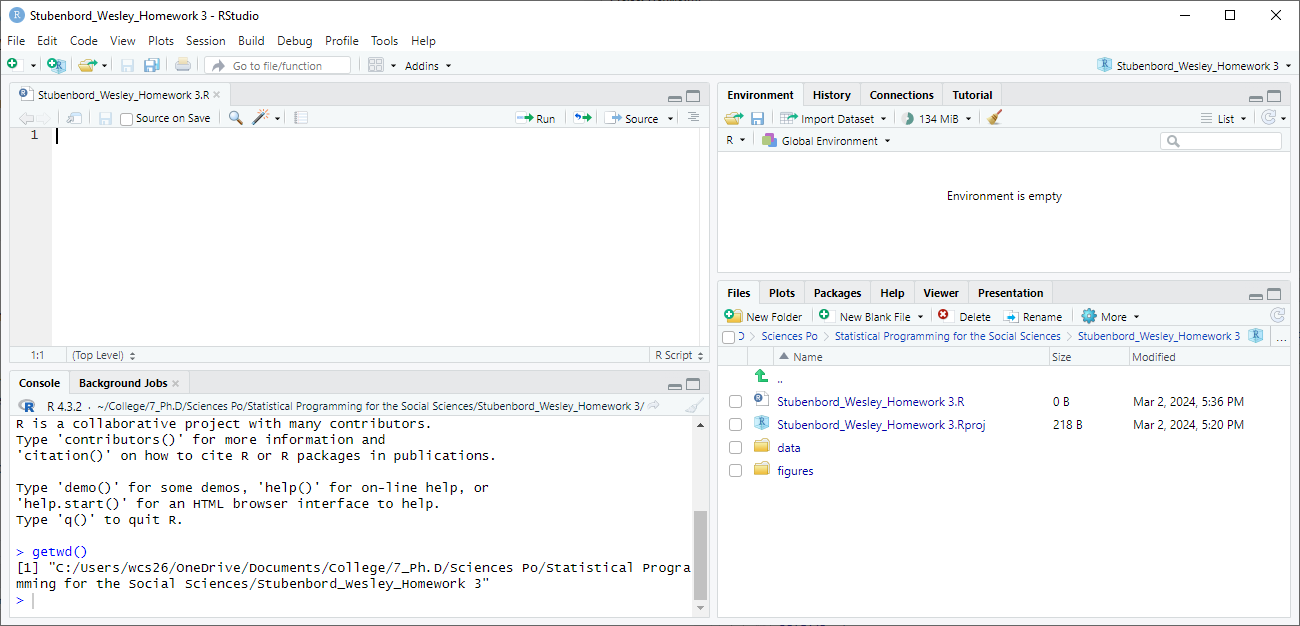 Stubenbord_Wesley_Homework 3 - RStudio
File Edit Code View Plots Session Build Debug Profile Tools Help
Go to file/function Addins Stubenbord_Wesley_Homework 3
Stubenbord_Wesley_Homework 3.R
Source on Save Run Source
1
1:1 (Top Level) R Script
Console Background Jobs
R 4.3.2 · ~/College/7_Ph.D/Sciences Po/Statistical Programming for the Social Sciences/Stubenbord_Wesley_Homework 3/
R is a collaborative project with many contributors.
Type 'contributors()' for more information and
'citation()' on how to cite R or R packages in publications.
Type 'demo()' for some demos, 'help()' for on-line help, or
'help.start()' for an HTML browser interface to help.
Type 'q()' to quit R.
> getwd()
[1] "C:/Users/wcs26/OneDrive/Documents/College/7_Ph.D/Sciences Po/Statistical Progra
mming for the Social Sciences/Stubenbord_Wesley_Homework 3"
>
Environment History Connections Tutorial
Import Dataset 134 MiB List
R Global Environment
Environment is empty
Files Plots Packages Help Viewer Presentation
New Folder New Blank File Delete Rename More
Sciences Po Statistical Programming for the Social Sciences Stubenbord_Wesley_Homework 3 ...
Name Size Modified
..
Stubenbord_Wesley_Homework 3.R 0 B Mar 2, 2024, 5:36 PM
Stubenbord_Wesley_Homework 3.Rproj 218 B Mar 2, 2024, 5:20 PM
data
figures